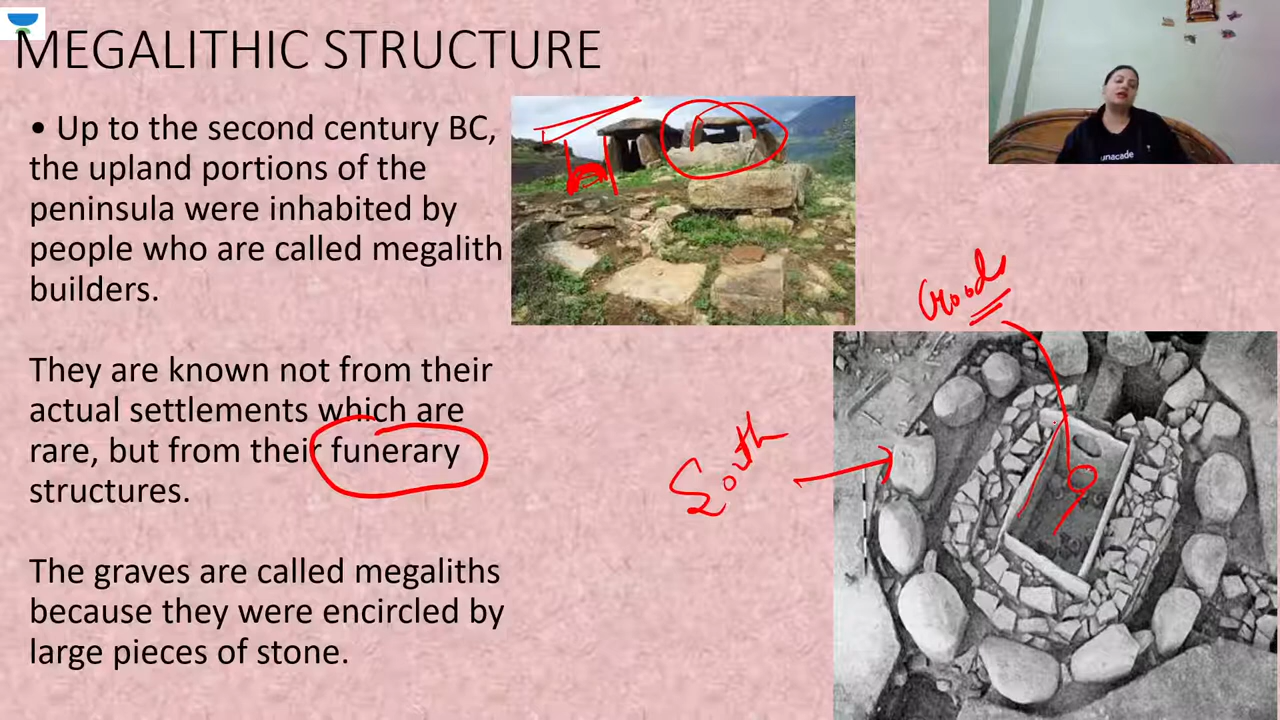 MEGALITHIC STRUCTURE
• Up to the second century BC,
the upland portions of the
peninsula were inhabited by
people who are called megalith
builders.
They are known not from their
actual settlements which are
rare, but from their funerary
structures.
The graves are called megaliths
because they were encircled by
large pieces of stone.
Goods
South
unacade